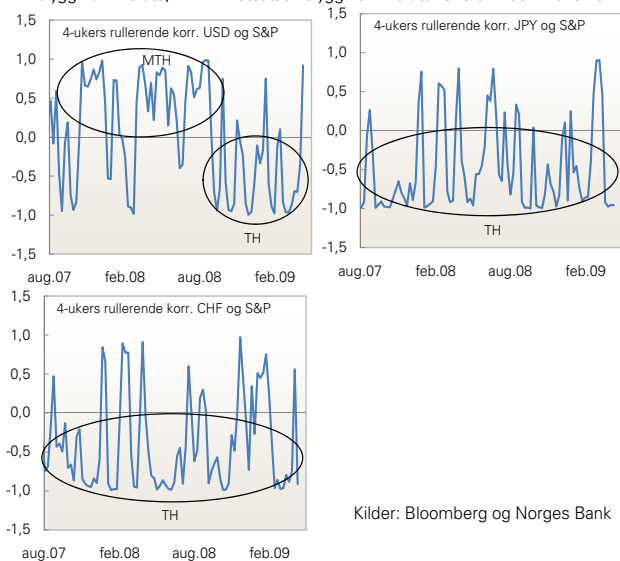 4-ukers rullerende korr. USD og S&P
1,5
1,0
0,5
0,0
-0,5
-1,0
-1,5
MTH
TH
aug.07 feb.08 aug.08 feb.09
4-ukers rullerende korr. JPY og S&P
1,5
1,0
0,5
0,0
-0,5
-1,0
-1,5
TH
aug.07 feb.08 aug.08 feb.09
4-ukers rullerende korr. CHF og S&P
1,5
1,0
0,5
0,0
-0,5
-1,0
-1,5
TH
aug.07 feb.08 aug.08 feb.09
Kilder: Bloomberg og Norges Bank